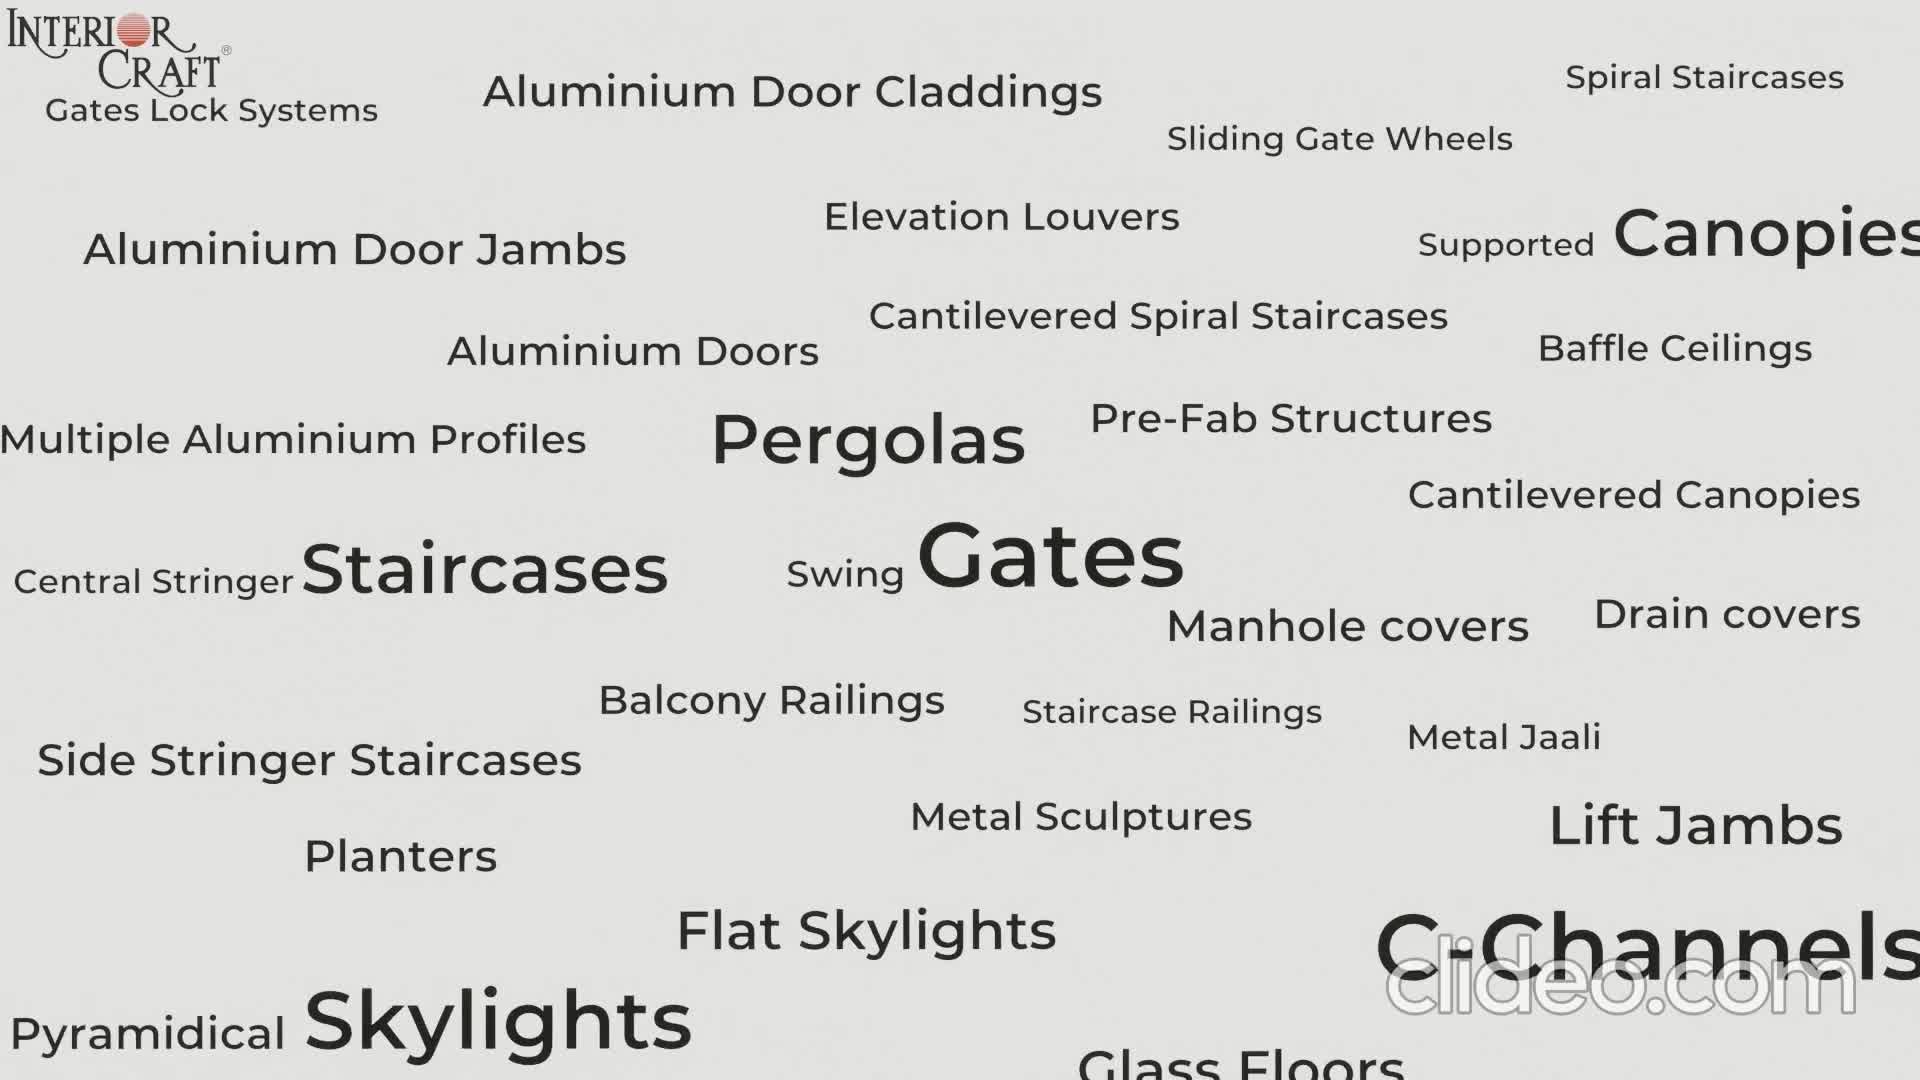 INTERIOR
CRAFT®
Gates Lock Systems
Aluminium Door Claddings
Spiral Staircases
Sliding Gate Wheels
Elevation Louvers
Supported Canopies
Aluminium Door Jambs
Cantilevered Spiral Staircases
Baffle Ceilings
Aluminium Doors
Multiple Aluminium Profiles
Pergolas
Pre-Fab Structures
Cantilevered Canopies
Central Stringer Staircases
Swing Gates
Manhole covers
Drain covers
Balcony Railings
Staircase Railings
Metal Jaali
Side Stringer Staircases
Metal Sculptures
Lift Jambs
Planters
Flat Skylights
C-Channels
clideo.com
Pyramidical Skylights
Glass Floors